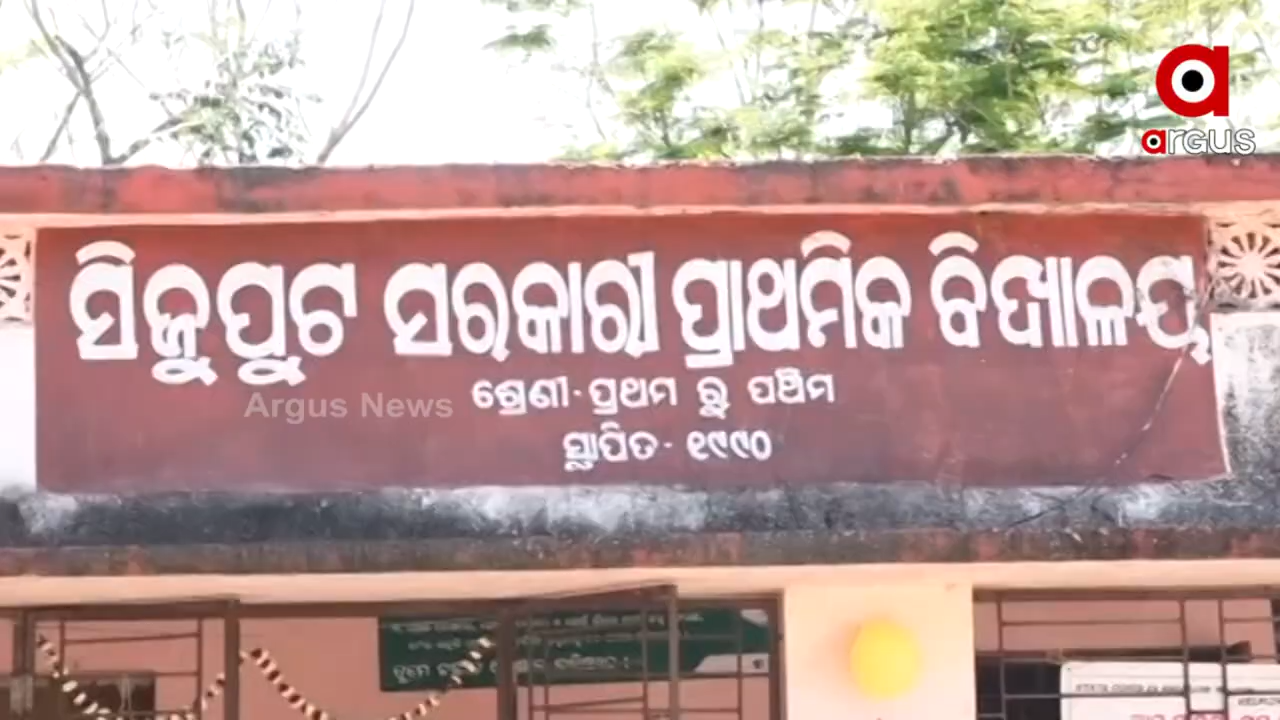 argus
ସିଜୁପୁଟ ସରକାରୀ ପ୍ରାଥମିକ ବିଦ୍ୟାଳୟ
ଶ୍ରେଣୀ-ପ୍ରଥମ ରୁ ପଞ୍ଚମ
Argus News
ସ୍ଥାପିତ- ୧୯୯୦